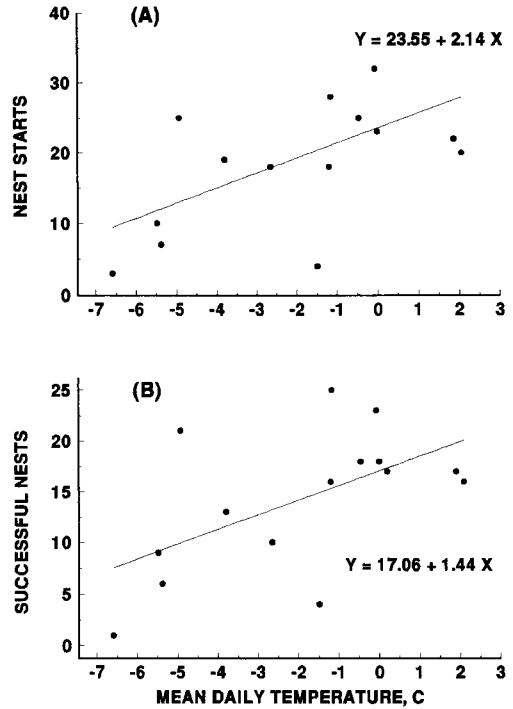 (A)
Y = 23.55 + 2.14 X
NEST STARTS
40
30
20
10
0
-7 -6 -5 -4 -3 -2 -1 0 1 2 3
(B)
Y = 17.06 + 1.44 X
SUCCESSFUL NESTS
25
20
15
10
5
0
-7 -6 -5 -4 -3 -2 -1 0 1 2 3
MEAN DAILY TEMPERATURE, C